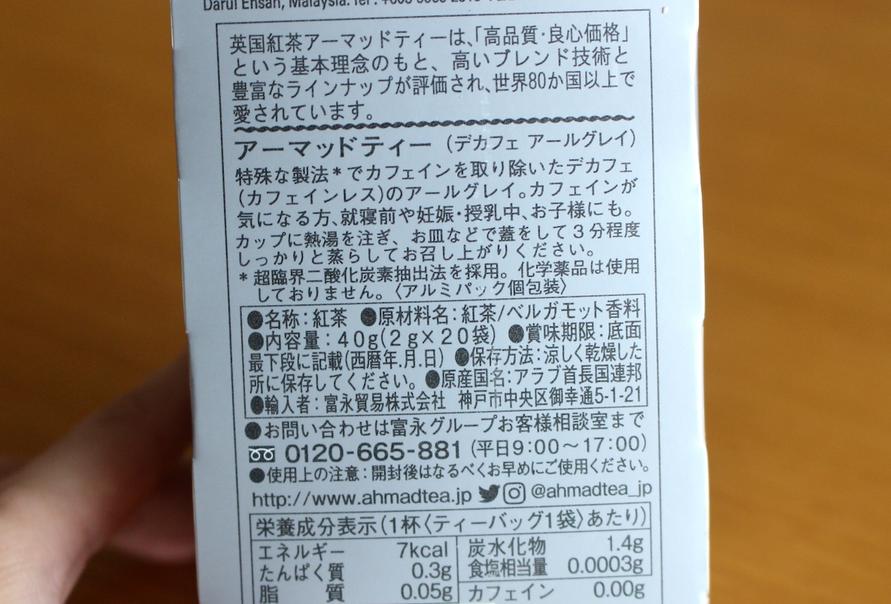 Darul Ehsan, Malaysia. Tel :
英国紅茶アーマッドティーは、「高品質・良心価格」
という基本理念のもと、高いブレンド技術と
豊富なラインナップが評価され、世界80か国以上で
愛されています。
アーマッドティー（デカフェ アールグレイ）
特殊な製法*でカフェインを取り除いたデカフェ
(カフェインレス)のアールグレイ。カフェインが
気になる方、就寝前や妊娠・授乳中、お子様にも。
カップに熱湯を注ぎ、お皿などで蓋をして3分程度
しっかりと蒸らしてお召し上がりください。
* 超臨界二酸化炭素抽出法を採用。化学薬品は使用
しておりません。〈アルミパック個包装〉
●名称：紅茶 ●原材料名：紅茶/ベルガモット香料
●内容量：40g(2g×20袋) ●賞味期限：底面
最下段に記載(西暦年.月.日) ●保存方法：涼しく乾燥した
所に保存してください。●原産国名：アラブ首長国連邦
●輸入者：富永貿易株式会社 神戸市中央区御幸通5-1-21
●お問い合わせは富永グループお客様相談室まで
0120-665-881 (平日9:00～17:00)
●使用上の注意：開封後はなるべくお早めにご使用ください。
http://www.ahmadtea.jp @ahmadtea_jp
栄養成分表示(1杯〈ティーバッグ1袋〉あたり)
エネルギー 7kcal 炭水化物 1.4g
たんぱく質 0.3g 食塩相当量 0.0003g
脂質 0.05g カフェイン 0.00g